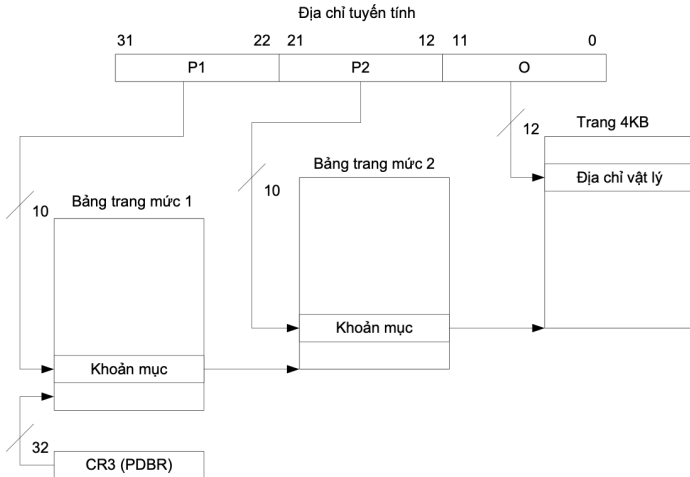 Địa chỉ tuyến tính
31 22 21 12 11 0
P1 P2 O
12 Trang 4KB
Bảng trang mức 2
Địa chỉ vật lý
10
Bảng trang mức 1
10
Khoản mục
Khoản mục
32
CR3 (PDBR)